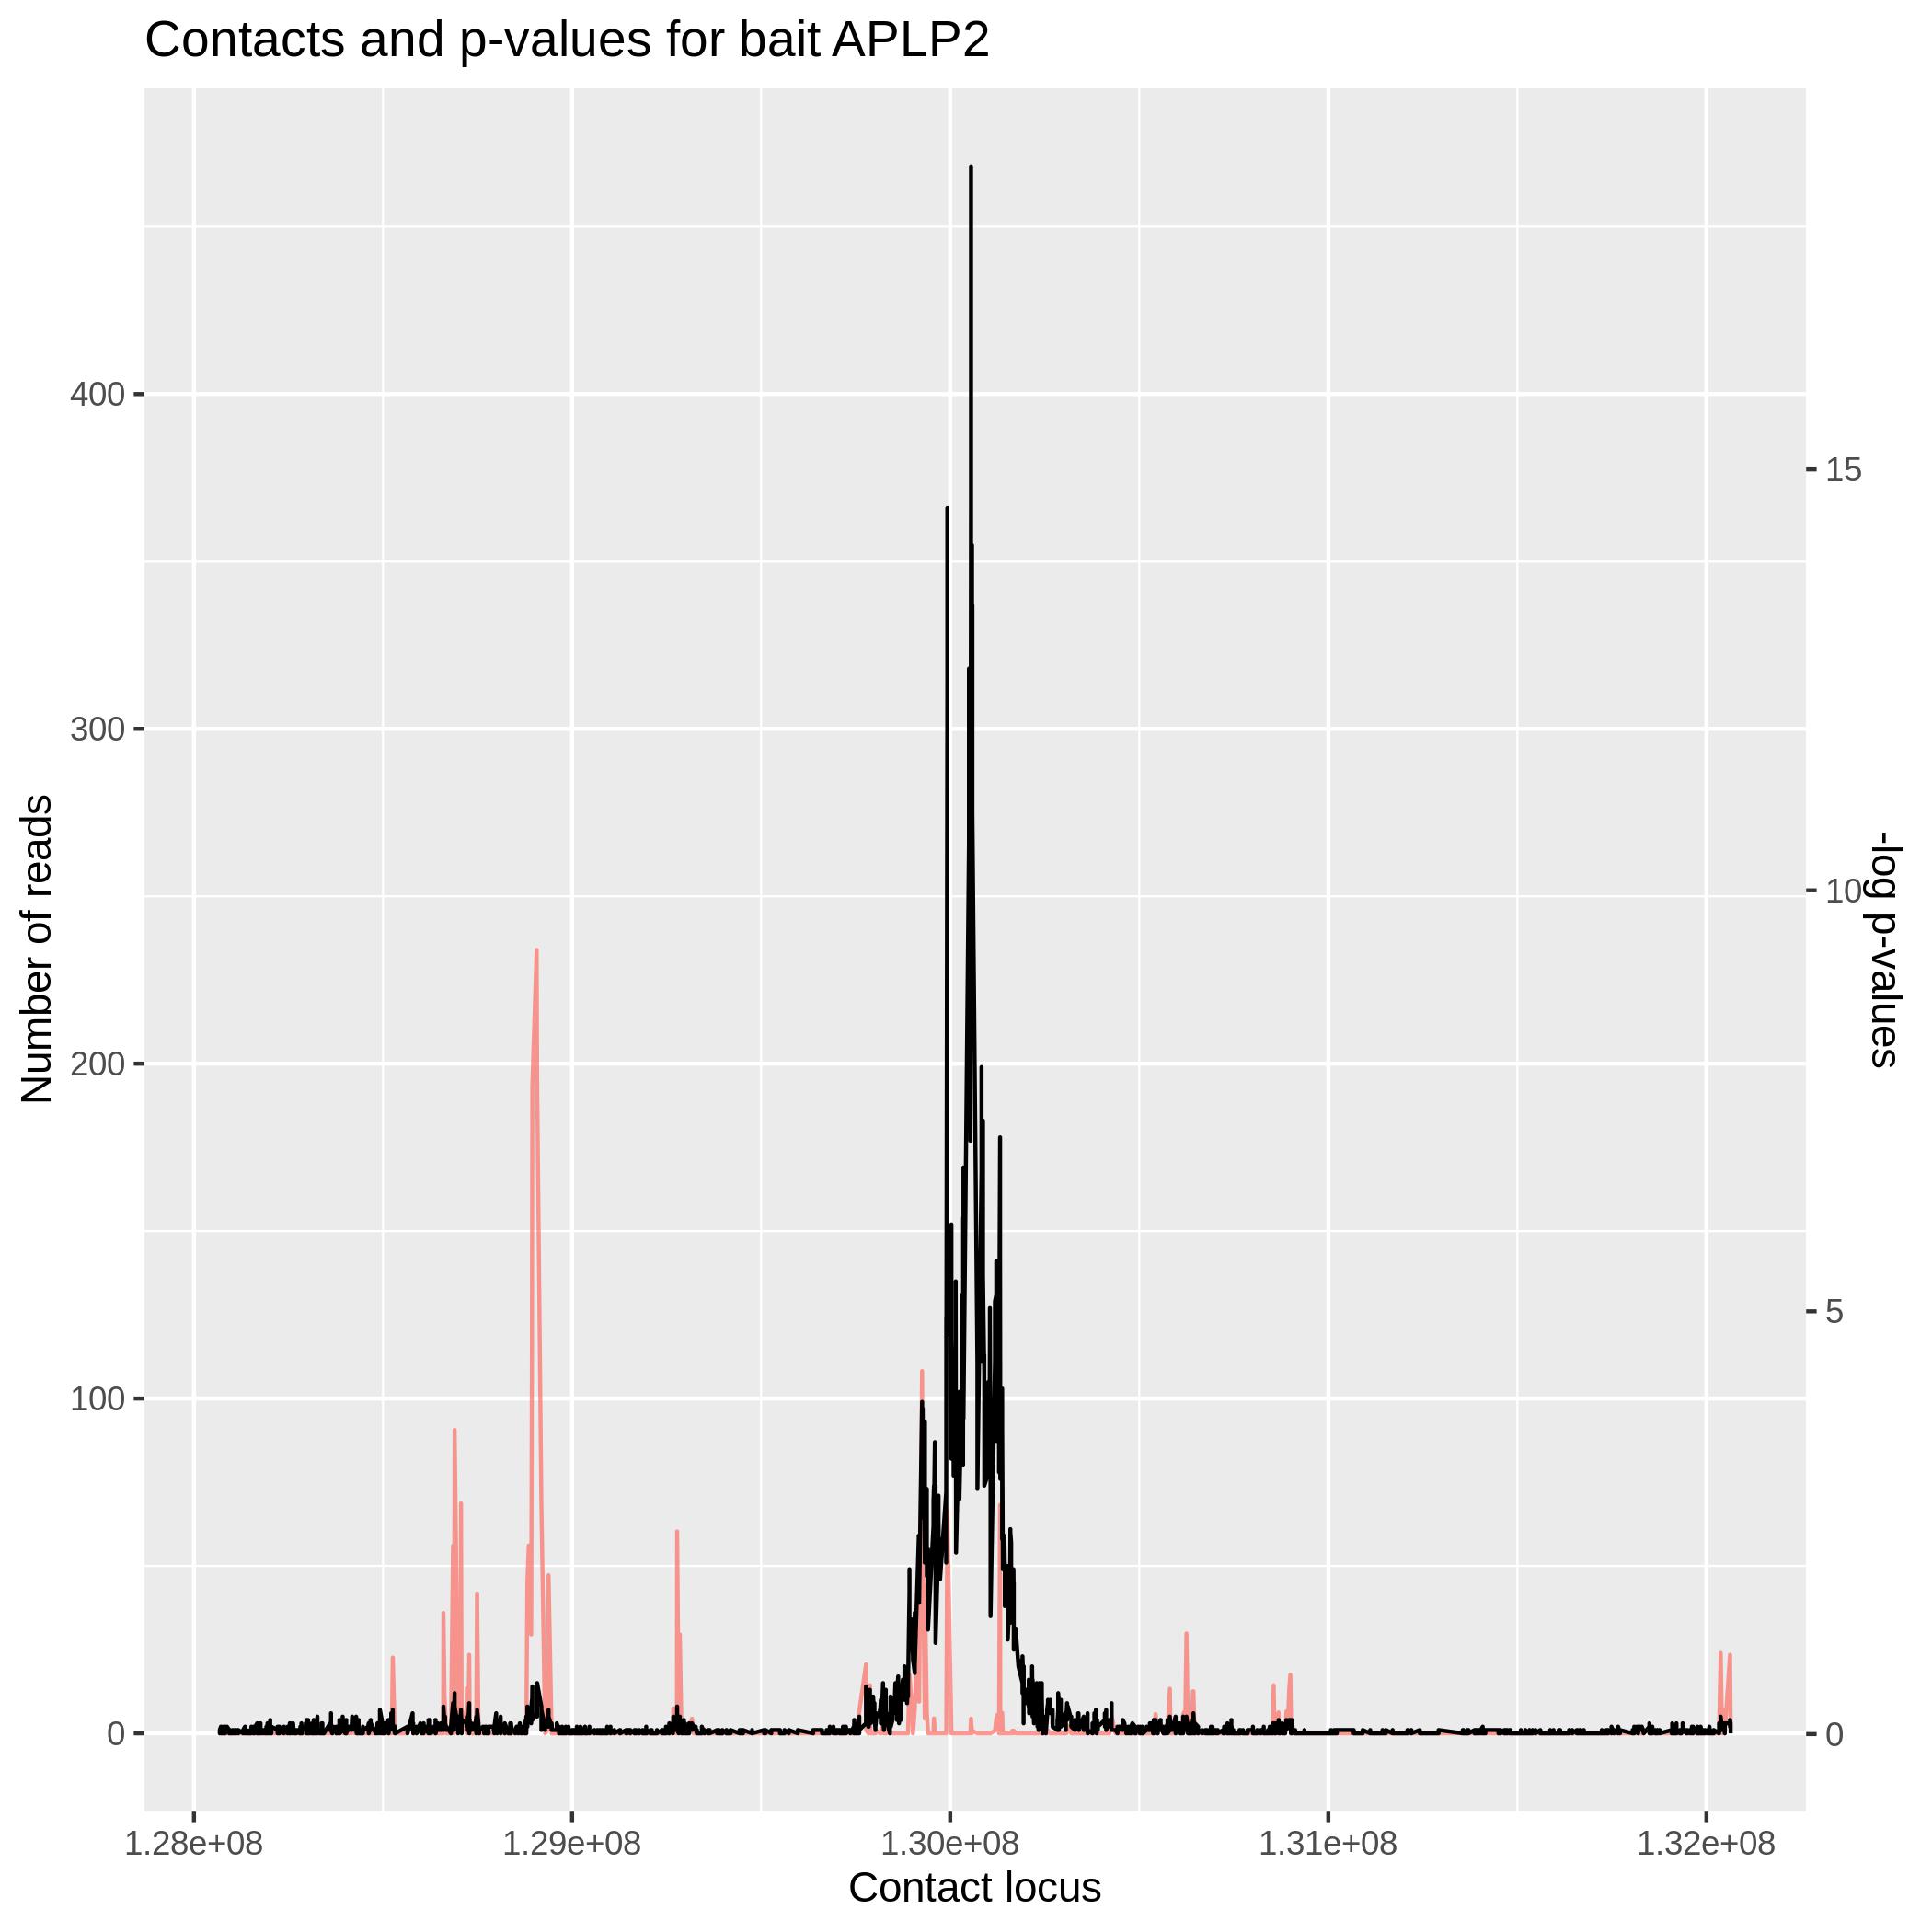 Contacts and p-values for bait APLP2
Number of reads
400
300
200
100
0
15
10
5
0
-log p-values
1.28e+08
1.29e+08
1.30e+08
1.31e+08
1.32e+08
Contact locus